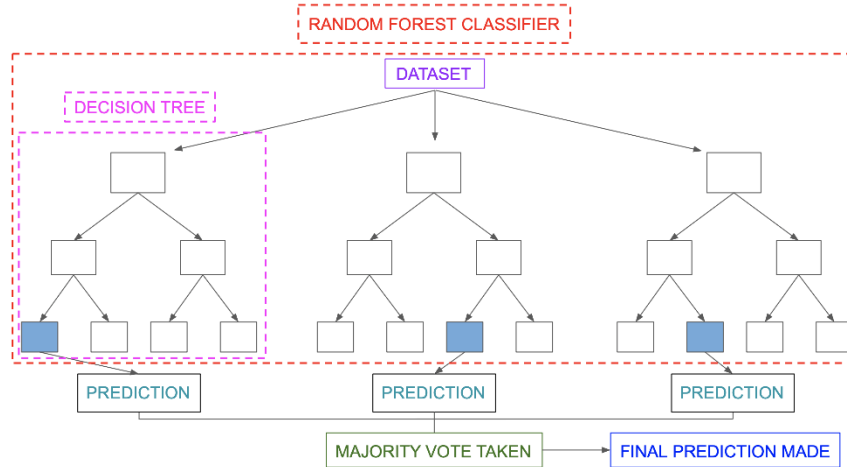 RANDOM FOREST CLASSIFIER
DATASET
DECISION TREE
PREDICTION
PREDICTION
PREDICTION
MAJORITY VOTE TAKEN
FINAL PREDICTION MADE